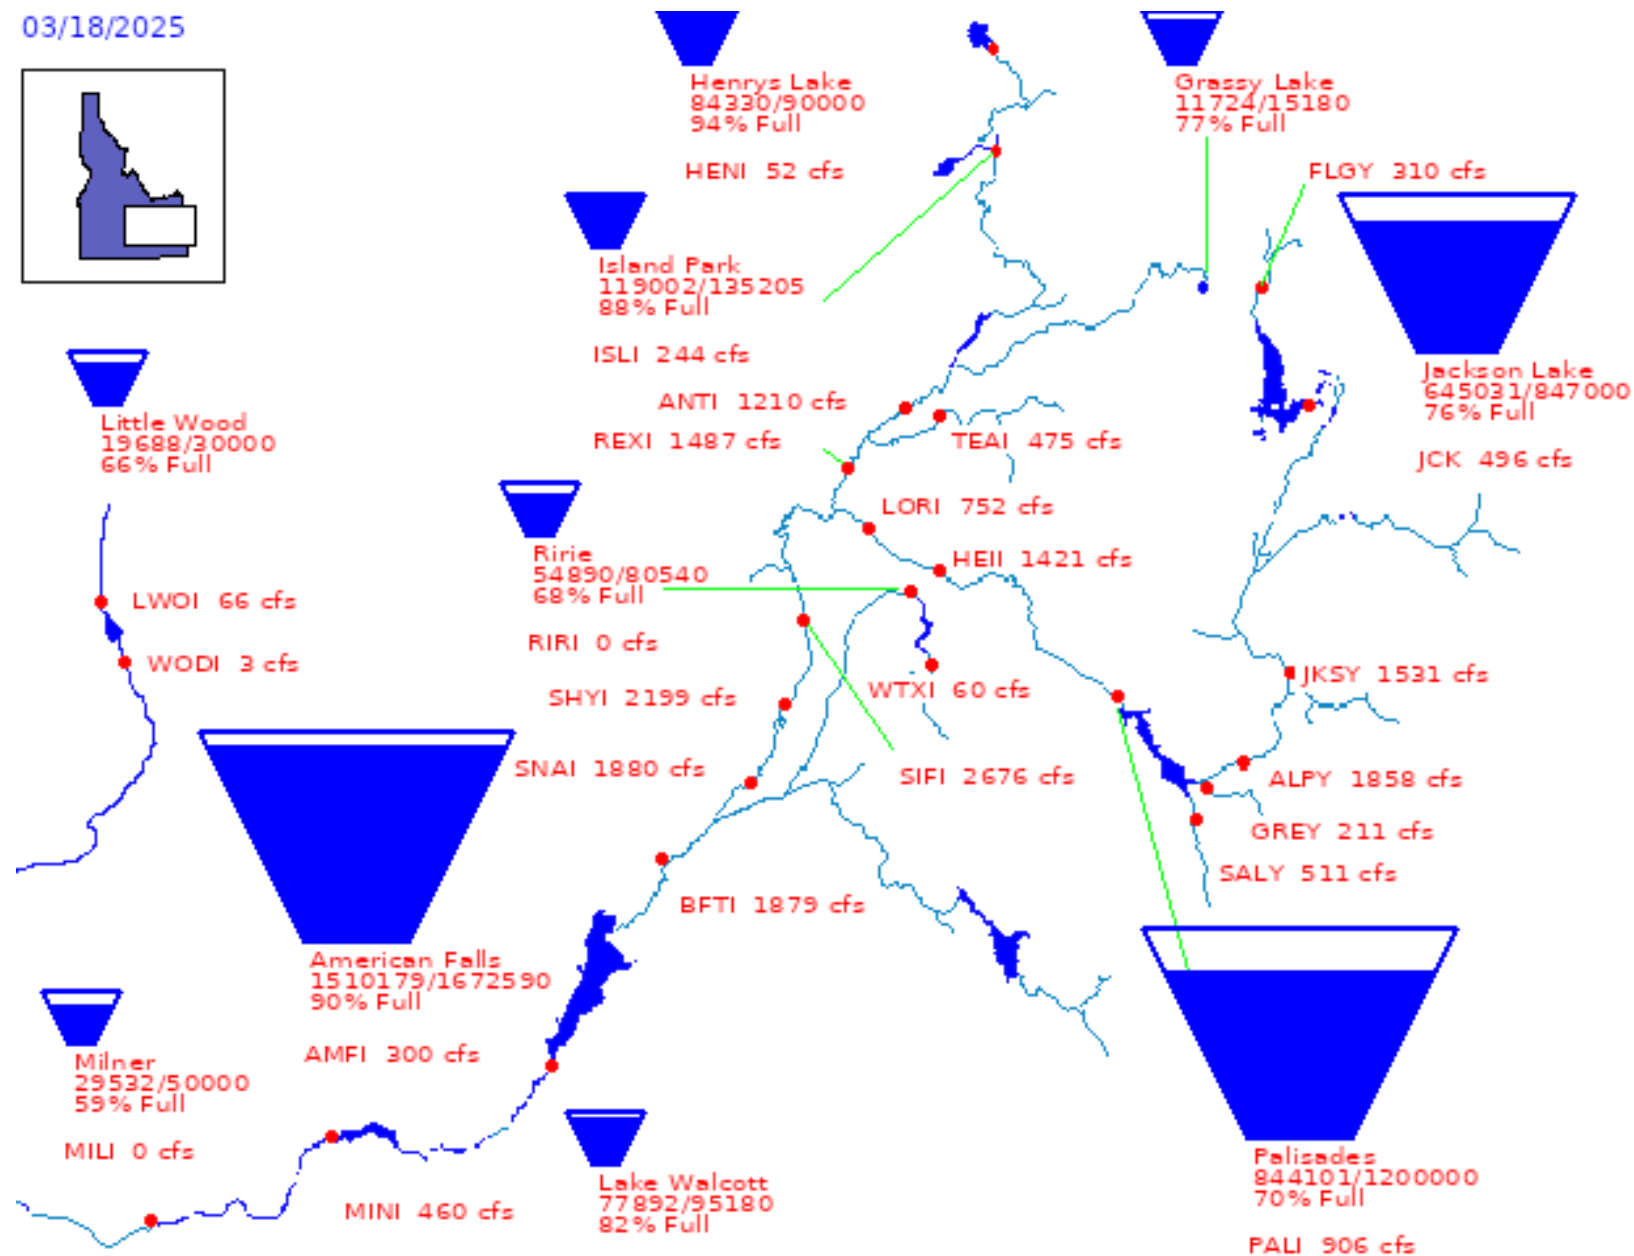 03/18/2025
Henrys Lake
84330/90000
94% Full
HENI 52 cfs
Grassy Lake
11724/15180
77% Full
FLGY 310 cfs
Island Park
119002/135205
88% Full
ISLI 244 cfs
Jackson Lake
645031/847000
76% Full
JCK 496 cfs
Little Wood
19688/30000
66% Full
ANTI 1210 cfs
REXI 1487 cfs
TEAI 475 cfs
LORI 752 cfs
HEII 1421 cfs
Ririe
54890/80540
68% Full
RIRI 0 cfs
LWOI 66 cfs
WODI 3 cfs
SHYI 2199 cfs
WTXI 60 cfs
JKSY 1531 cfs
SNAI 1880 cfs
SIFI 2676 cfs
ALPY 1858 cfs
GREY 211 cfs
SALY 511 cfs
BFTI 1879 cfs
American Falls
1510179/1672590
90% Full
AMFI 300 cfs
Milner
29532/50000
59% Full
MILI 0 cfs
MINI 460 cfs
Lake Walcott
77892/95180
82% Full
Palisades
844101/1200000
70% Full
PALI 906 cfs